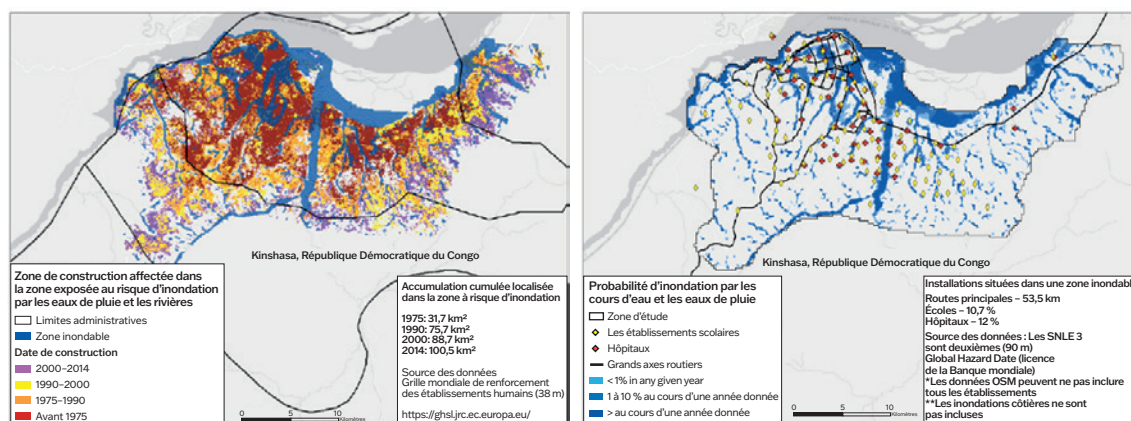 Kinshasa, République Démocratique du Congo
Zone de construction affectée dans
la zone exposée au risque d'inondation
par les eaux de pluie et les rivières
Limites administratives
Zone inondable
Date de construction
2000–2014
1990–2000
1975–1990
Avant 1975
Accumulation cumulée localisée
dans la zone à risque d'inondation
1975: 31,7 km²
1990: 75,7 km²
2000: 88,7 km²
2014: 100,5 km²
Source des données
Grille mondiale de renforcement
des établissements humains (38 m)
https://ghsl.jrc.ec.europa.eu/
0 5 10
Kilomètres
Kinshasa, République Démocratique du Congo
Probabilité d'inondation par les
cours d'eau et les eaux de pluie
Zone d'étude
Les établissements scolaires
Hôpitaux
Grands axes routiers
<1% in any given year
1 à 10 % au cours d'une année donnée
> au cours d'une année donnée
0 5 10
Kilomètres
Installations situées dans une zone inondabl
Routes principales – 53,5 km
Écoles – 10,7 %
Hôpitaux – 12 %
Source des données : Les SNLE 3
sont deuxièmes (90 m)
Global Hazard Date (licence
de la Banque mondiale)
*Les données OSM peuvent ne pas inclure
tous les établissements
**Les inondations côtières ne sont
pas incluses